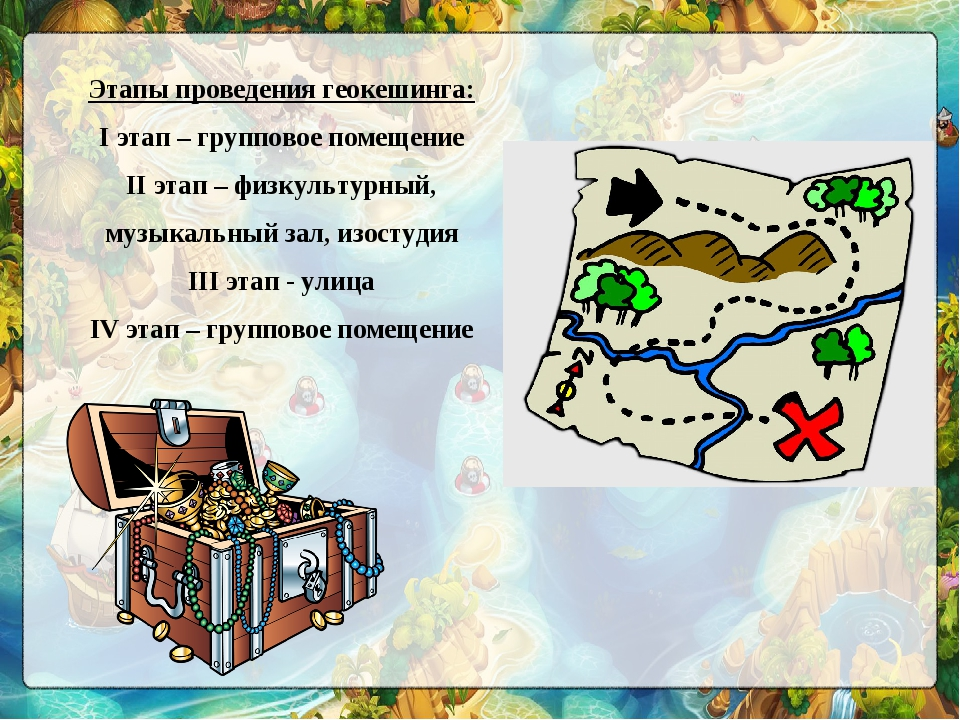 Этапы проведения геокешинга:
I этап – групповое помещение
II этап – физкультурный,
музыкальный зал, изостудия
III этап - улица
IV этап – групповое помещение
N